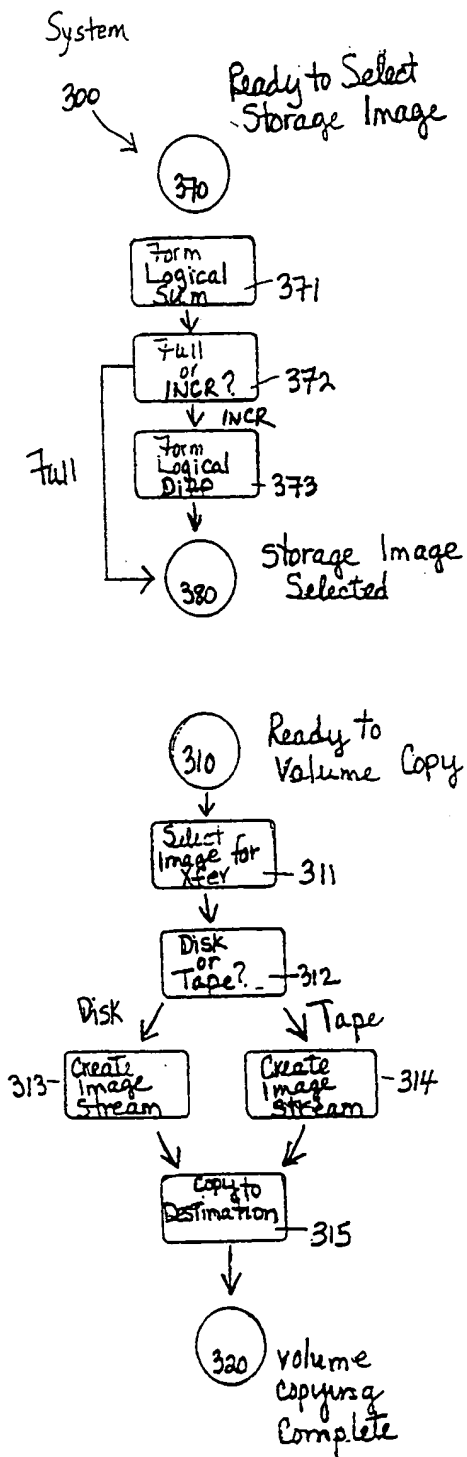 System
300
Ready to Select
Storage Image
370
Form
Logical
Sum
371
Full
or
INCR?
372
INCR
Full
Form
Logical
Diff
373
380
Storage Image
Selected
310
Ready to
Volume Copy
Select
Image for
Xfer
311
Disk
or
Tape?
312
Disk
Tape
313
Create
Image
Stream
Create
Image
Stream
314
Copy to
Destination
315
320
volume
copying
Complete